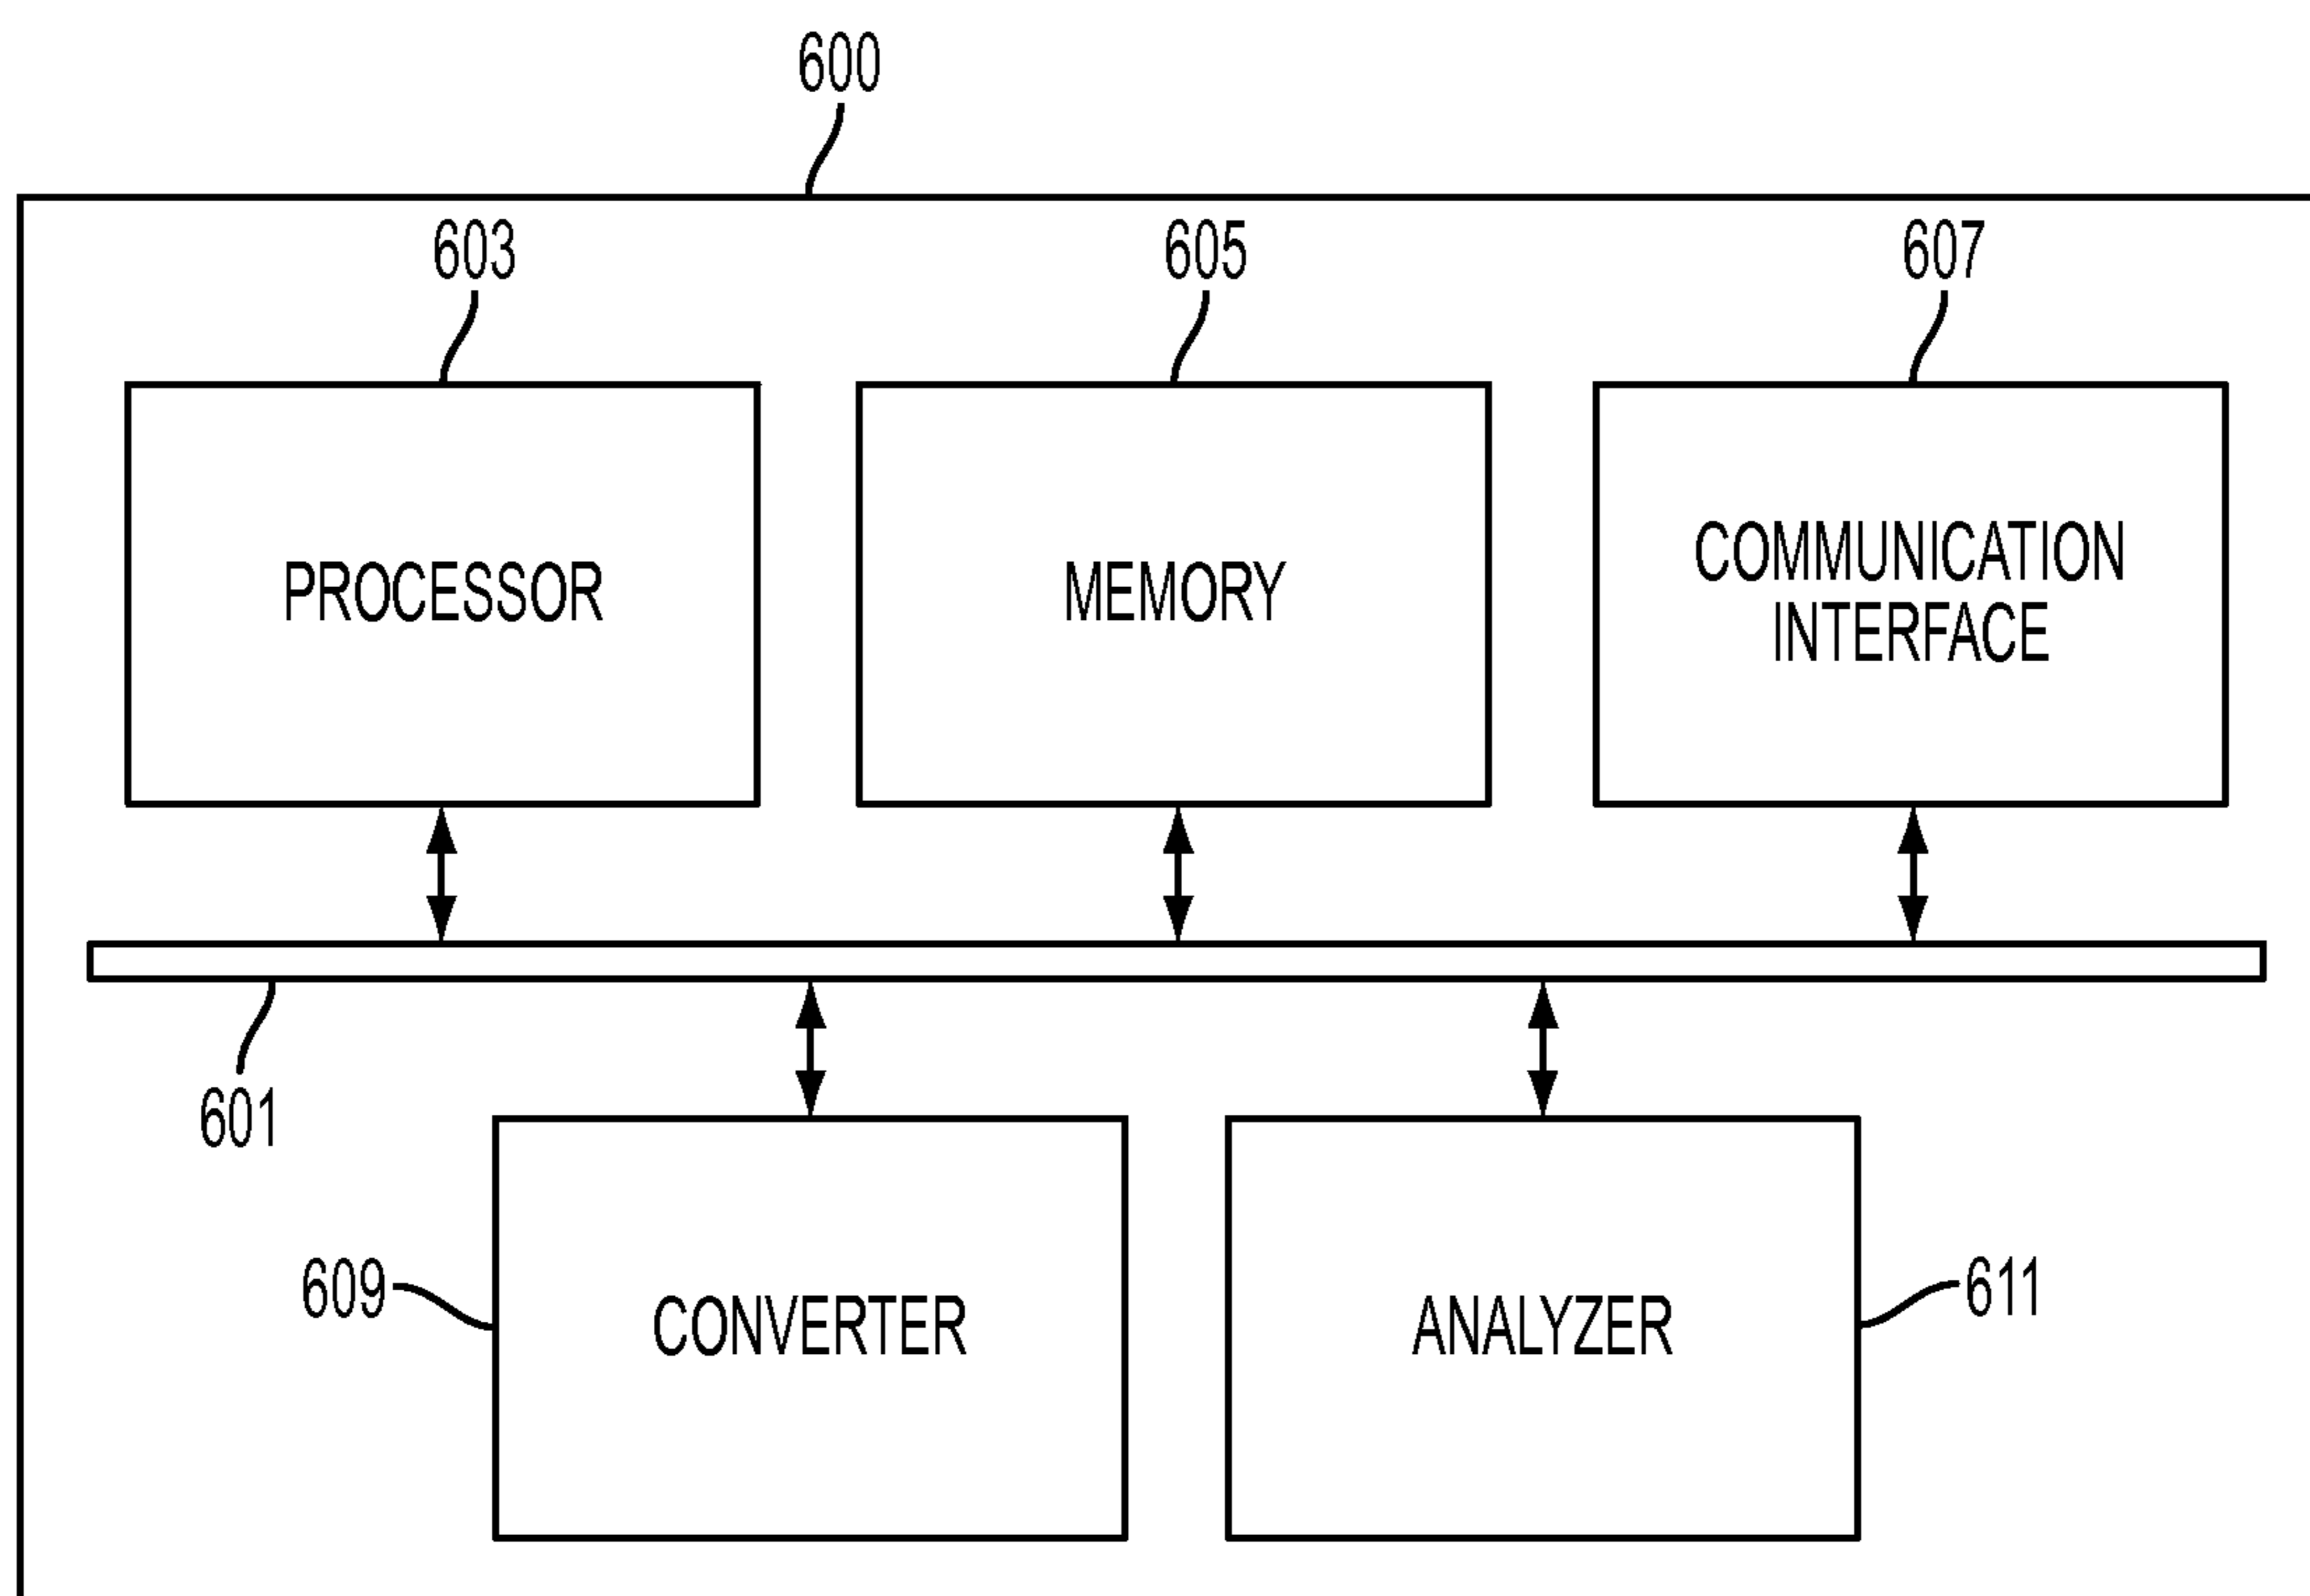 600
603
605
607
PROCESSOR
MEMORY
COMMUNICATION
INTERFACE
601
609
CONVERTER
ANALYZER
611